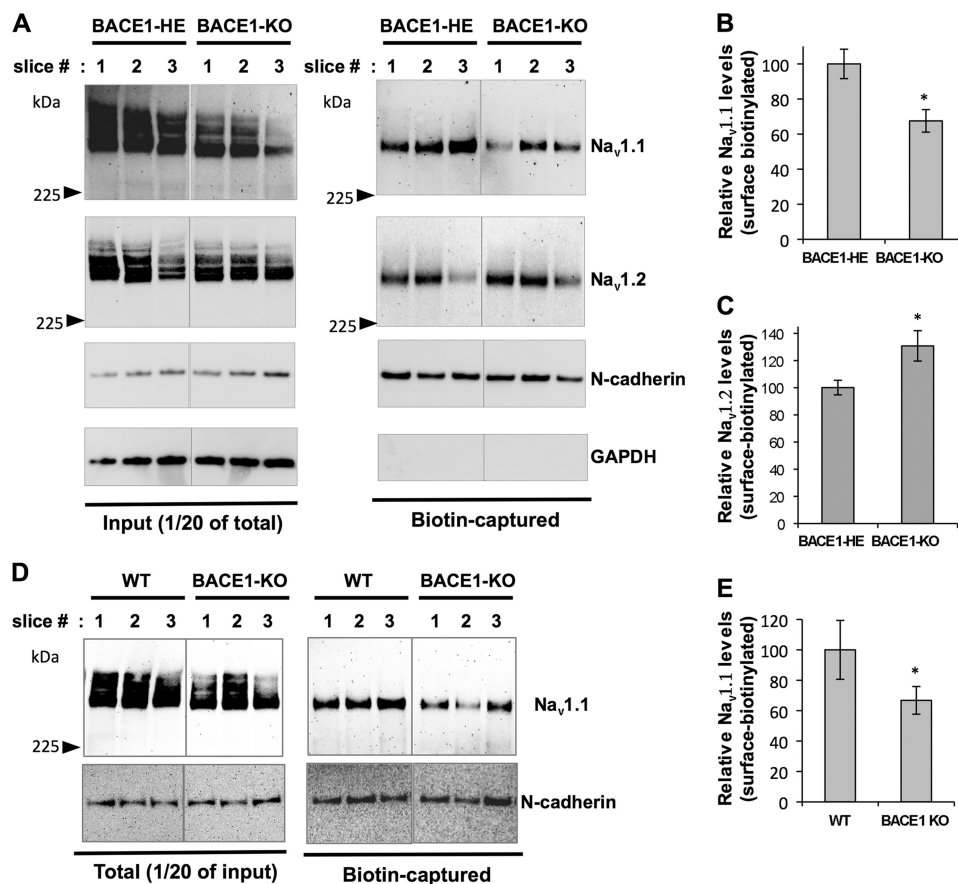 A
BACE1-HE BACE1-KO
BACE1-HE BACE1-KO
slice # : 1 2 3 1 2 3
slice # : 1 2 3 1 2 3
kDa
kDa
Nav1.1
225
225
Nav1.2
225
225
N-cadherin
GAPDH
Input (1/20 of total)
Biotin-captured
B
Relative Nav1.1 levels
(surface biotinylated)
120
100
80
60
40
20
0
*
BACE1-HE BACE1-KO
C
Relative Nav1.2 levels
(surface-biotinylated)
140
120
100
80
60
40
20
0
*
BACE1-HE BACE1-KO
D
WT BACE1-KO
WT BACE1-KO
slice # : 1 2 3 1 2 3
1 2 3 1 2 3
kDa
Nav1.1
225
N-cadherin
Total (1/20 of input)
Biotin-captured
E
Relative Nav1.1 levels
(surface-biotinylated)
120
100
80
60
40
20
0
*
WT BACE1 KO